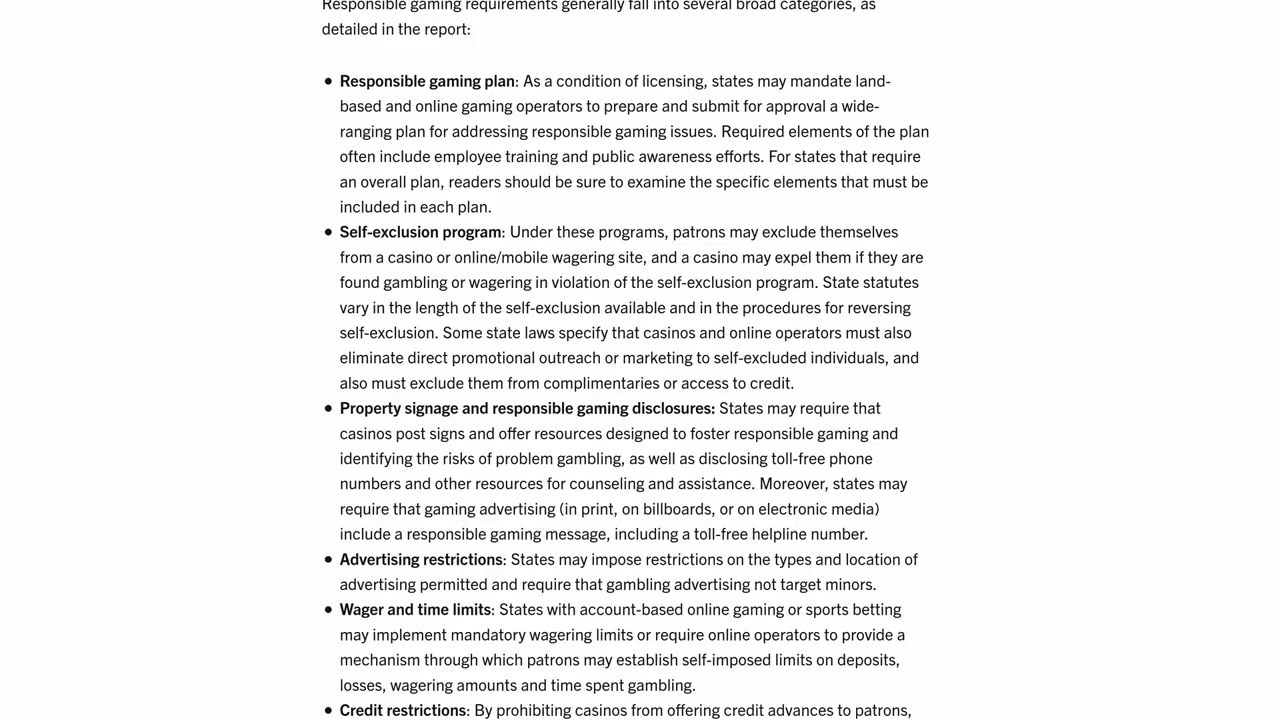 Responsible gaming requirements generally fall into several broad categories, as
detailed in the report:
• Responsible gaming plan: As a condition of licensing, states may mandate land-
based and online gaming operators to prepare and submit for approval a wide-
ranging plan for addressing responsible gaming issues. Required elements of the plan
often include employee training and public awareness efforts. For states that require
an overall plan, readers should be sure to examine the specific elements that must be
included in each plan.
• Self-exclusion program: Under these programs, patrons may exclude themselves
from a casino or online/mobile wagering site, and a casino may expel them if they are
found gambling or wagering in violation of the self-exclusion program. State statutes
vary in the length of the self-exclusion available and in the procedures for reversing
self-exclusion. Some state laws specify that casinos and online operators must also
eliminate direct promotional outreach or marketing to self-excluded individuals, and
also must exclude them from complimentaries or access to credit.
• Property signage and responsible gaming disclosures: States may require that
casinos post signs and offer resources designed to foster responsible gaming and
identifying the risks of problem gambling, as well as disclosing toll-free phone
numbers and other resources for counseling and assistance. Moreover, states may
require that gaming advertising (in print, on billboards, or on electronic media)
include a responsible gaming message, including a toll-free helpline number.
• Advertising restrictions: States may impose restrictions on the types and location of
advertising permitted and require that gambling advertising not target minors.
• Wager and time limits: States with account-based online gaming or sports betting
may implement mandatory wagering limits or require online operators to provide a
mechanism through which patrons may establish self-imposed limits on deposits,
losses, wagering amounts and time spent gambling.
• Credit restrictions: By prohibiting casinos from offering credit advances to patrons,